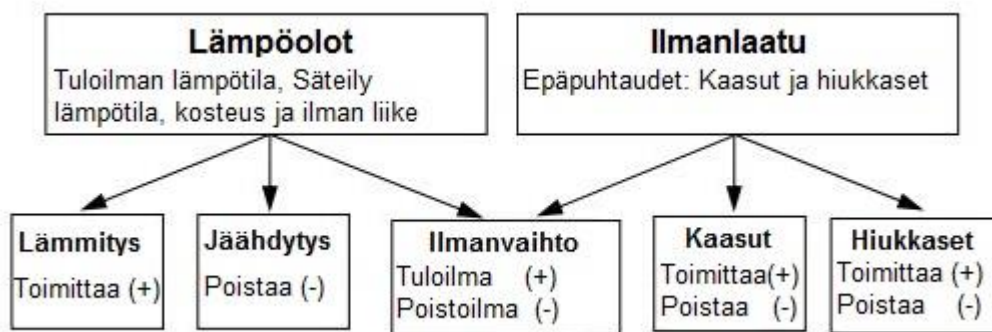 Lämpöolot
Tuloilman lämpötila, Säteily
lämpötila, kosteus ja ilman liike
Ilmanlaatu
Epäpuhtaudet: Kaasut ja hiukkaset
Lämmitys
Toimittaa (+)
Jäähdytys
Poistaa (-)
Ilmanvaihto
Tuloilma (+)
Poistoilma (-)
Kaasut
Toimittaa(+)
Poistaa (-)
Hiukkaset
Toimittaa (+)
Poistaa (-)